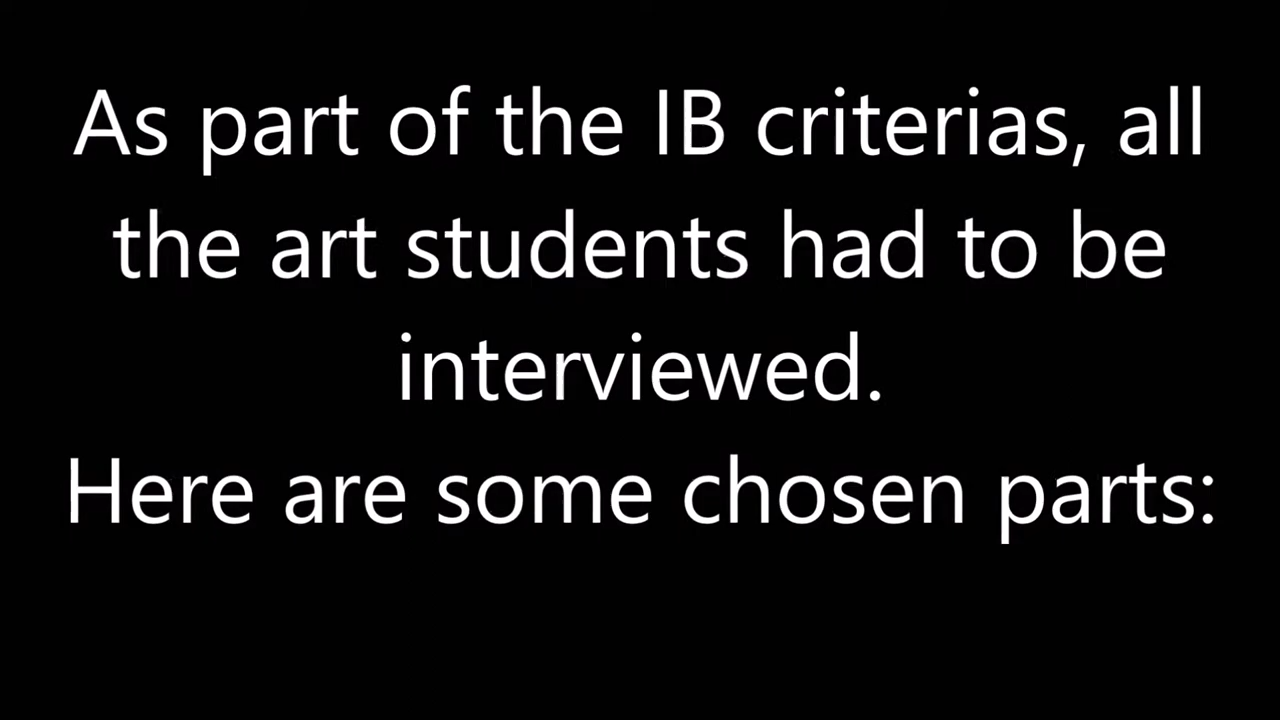 As part of the IB criterias, all
the art students had to be
interviewed.
Here are some chosen parts: